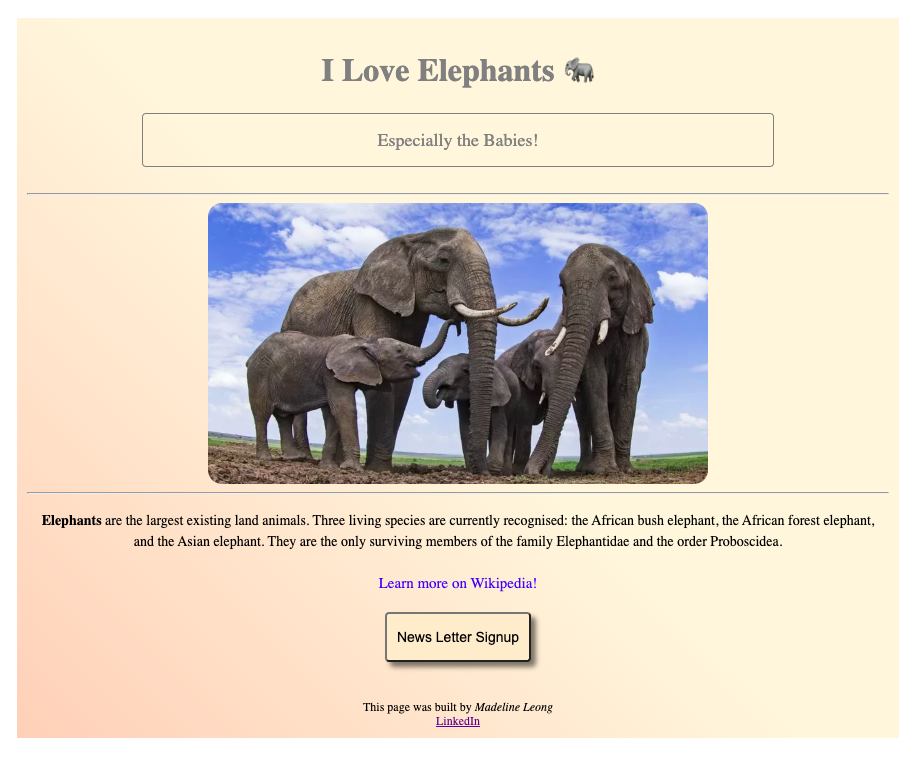 I Love Elephants 🐘
Especially the Babies!
Elephants are the largest existing land animals. Three living species are currently recognised: the African bush elephant, the African forest elephant,
and the Asian elephant. They are the only surviving members of the family Elephantidae and the order Proboscidea.
Learn more on Wikipedia!
News Letter Signup
This page was built by Madeline Leong
LinkedIn